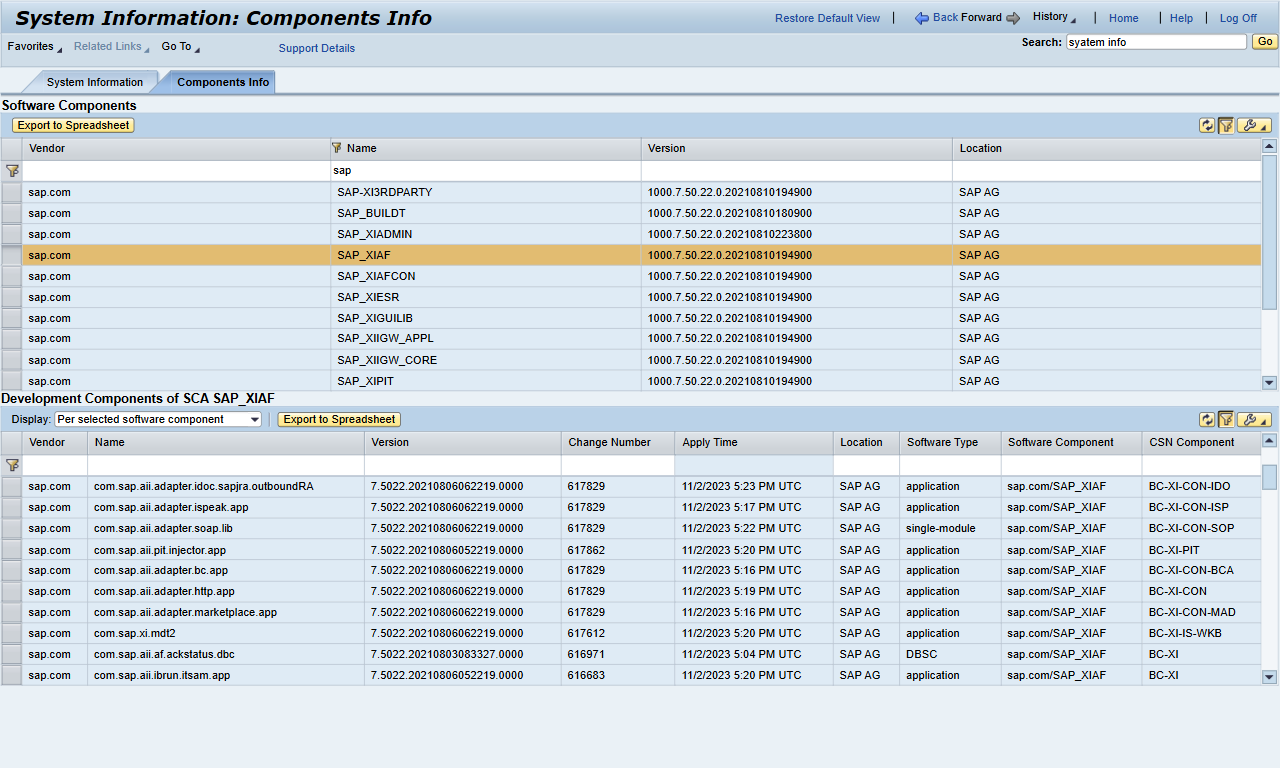 System Information: Components Info
Restore Default View | Back Forward History | Home | Help | Log Off
Favorites Related Links Go To Support Details
Search: syatem info Go
System Information Components Info
Software Components
Export to Spreadsheet
Vendor Name Version Location
sap
sap.com SAP-XI3RDPARTY 1000.7.50.22.0.20210810194900 SAP AG
sap.com SAP_BUILDT 1000.7.50.22.0.20210810180900 SAP AG
sap.com SAP_XIADMIN 1000.7.50.22.0.20210810223800 SAP AG
sap.com SAP_XIAF 1000.7.50.22.0.20210810194900 SAP AG
sap.com SAP_XIAFCON 1000.7.50.22.0.20210810194900 SAP AG
sap.com SAP_XIESR 1000.7.50.22.0.20210810194900 SAP AG
sap.com SAP_XIGUILIB 1000.7.50.22.0.20210810194900 SAP AG
sap.com SAP_XIIGW_APPL 1000.7.50.22.0.20210810194900 SAP AG
sap.com SAP_XIIGW_CORE 1000.7.50.22.0.20210810194900 SAP AG
sap.com SAP_XIPIT 1000.7.50.22.0.20210810194900 SAP AG
Development Components of SCA SAP_XIAF
Display: Per selected software component Export to Spreadsheet
Vendor Name Version Change Number Apply Time Location Software Type Software Component CSN Component
sap.com com.sap.aii.adapter.idoc.sapjra.outboundRA 7.5022.20210806062219.0000 617829 11/2/2023 5:23 PM UTC SAP AG application sap.com/SAP_XIAF BC-XI-CON-IDO
sap.com com.sap.aii.adapter.ispeak.app 7.5022.20210806062219.0000 617829 11/2/2023 5:17 PM UTC SAP AG application sap.com/SAP_XIAF BC-XI-CON-ISP
sap.com com.sap.aii.adapter.soap.lib 7.5022.20210806062219.0000 617829 11/2/2023 5:22 PM UTC SAP AG single-module sap.com/SAP_XIAF BC-XI-CON-SOP
sap.com com.sap.aii.pit.injector.app 7.5022.20210806052219.0000 617862 11/2/2023 5:20 PM UTC SAP AG application sap.com/SAP_XIAF BC-XI-PIT
sap.com com.sap.aii.adapter.bc.app 7.5022.20210806062219.0000 617829 11/2/2023 5:16 PM UTC SAP AG application sap.com/SAP_XIAF BC-XI-CON-BCA
sap.com com.sap.aii.adapter.http.app 7.5022.20210806062219.0000 617829 11/2/2023 5:19 PM UTC SAP AG application sap.com/SAP_XIAF BC-XI-CON
sap.com com.sap.aii.adapter.marketplace.app 7.5022.20210806062219.0000 617829 11/2/2023 5:16 PM UTC SAP AG application sap.com/SAP_XIAF BC-XI-CON-MAD
sap.com com.sap.xi.mdt2 7.5022.20210806062219.0000 617612 11/2/2023 5:20 PM UTC SAP AG application sap.com/SAP_XIAF BC-XI-IS-WKB
sap.com com.sap.aii.af.ackstatus.dbc 7.5022.20210803083327.0000 616971 11/2/2023 5:04 PM UTC SAP AG DBSC sap.com/SAP_XIAF BC-XI
sap.com com.sap.aii.ibrun.itsam.app 7.5022.20210806052219.0000 616683 11/2/2023 5:20 PM UTC SAP AG application sap.com/SAP_XIAF BC-XI